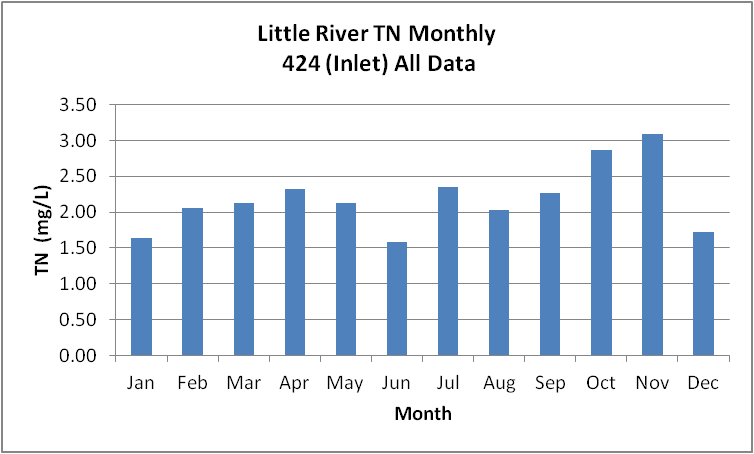 Little River TN Monthly
424 (Inlet) All Data
3.50
3.00
2.50
2.00
1.50
1.00
0.50
0.00
TN (mg/L)
Jan Feb Mar Apr May Jun Jul Aug Sep Oct Nov Dec
Month